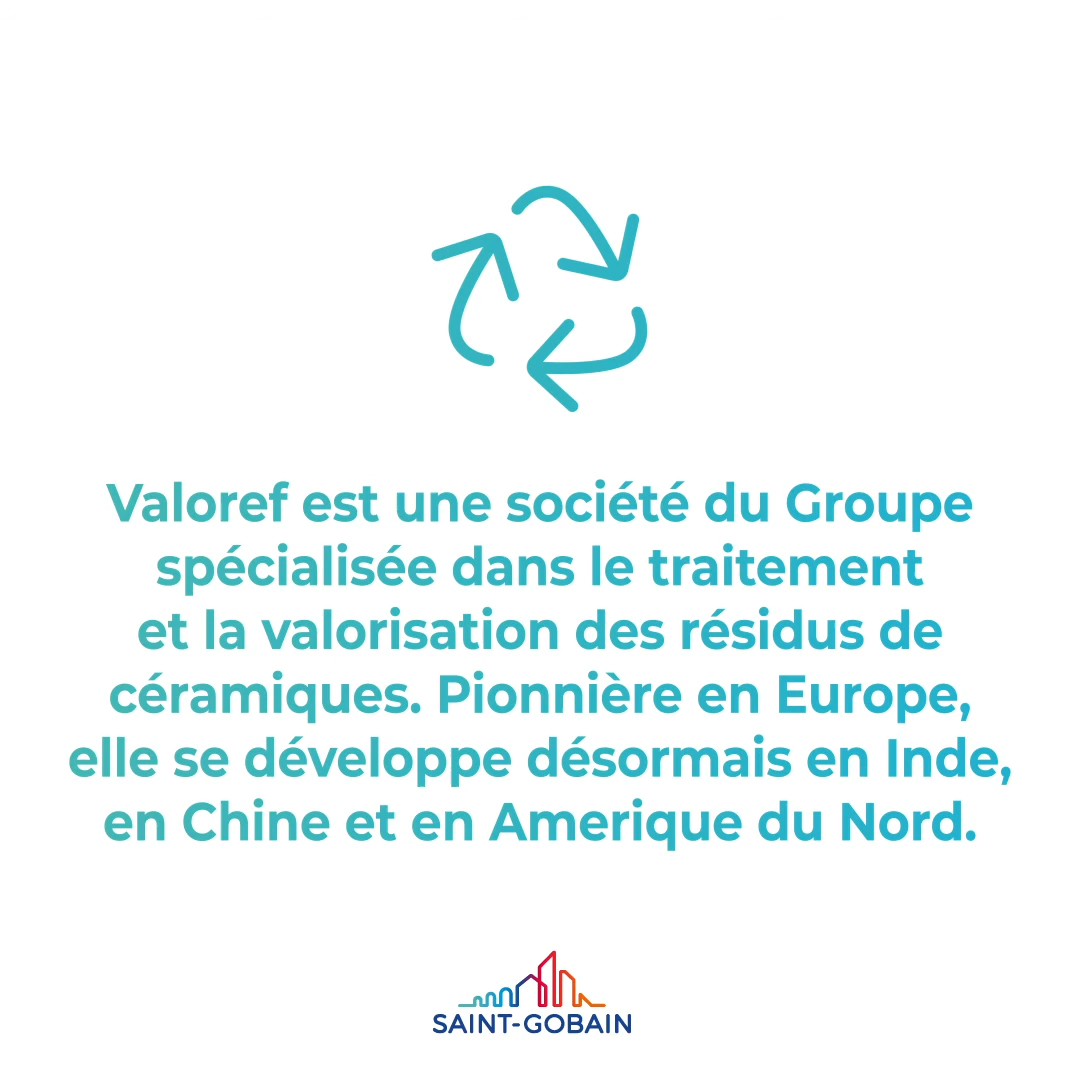 Valoref est une société du Groupe
spécialisée dans le traitement
et la valorisation des résidus de
céramiques. Pionnière en Europe,
elle se développe désormais en Inde,
en Chine et en Amerique du Nord.
SAINT-GOBAIN